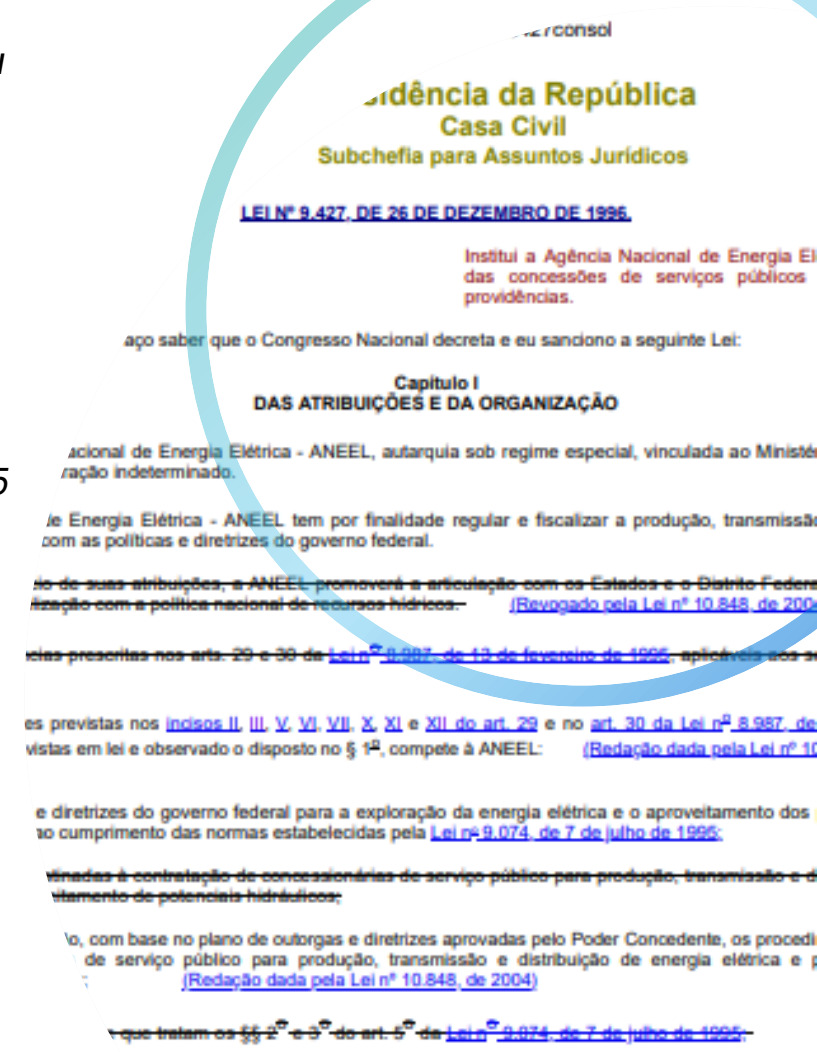 consol
idência da República
Casa Civil
Subchefia para Assuntos Jurídicos
LEI Nº 9.427, DE 26 DE DEZEMBRO DE 1996.
Institui a Agência Nacional de Energia
das concessões de serviços públicos
providências.
aço saber que o Congresso Nacional decreta e eu sanciono a seguinte Lei:
Capítulo I
DAS ATRIBUIÇÕES E DA ORGANIZAÇÃO
acional de Energia Elétrica - ANEEL, autarquia sob regime especial, vinculada ao
5
ração indeterminado.
de Energia Elétrica - ANEEL tem por finalidade regular e fiscalizar a produção,
com as políticas e diretrizes do governo federal.
de suas atribuições, a ANEEL promoverá a articulação com os Estados e o Distrito
lização com a política nacional de recursos hídricos. (Revogado pela Lei nº 10.848, de
cias prescritas nos arts. 29 e 30 da Lei nº 8.987, de 13 de fevereiro de 1995, aplicáveis aos
es previstas nos incisos II, III, V, VI, VII, X, XI e XII do art. 29 e no art. 30 da Lei nº 8.987, de
vistas em lei e observado o disposto no § 1º, compete à ANEEL: (Redação dada pela Lei nº
e diretrizes do governo federal para a exploração da energia elétrica e o aproveitamento dos
ao cumprimento das normas estabelecidas pela Lei nº 9.074, de 7 de julho de 1995;
tinadas à contratação de concessionárias de serviço público para produção, transmissão e
itamento de potenciais hidráulicos;
lo, com base no plano de outorgas e diretrizes aprovadas pelo Poder Concedente, os
de serviço público para produção, transmissão e distribuição de energia elétrica e
; (Redação dada pela Lei nº 10.848, de 2004)
que tratam os §§ 2º e 3º do art. 5º da Lei nº 9.074, de 7 de julho de 1995;